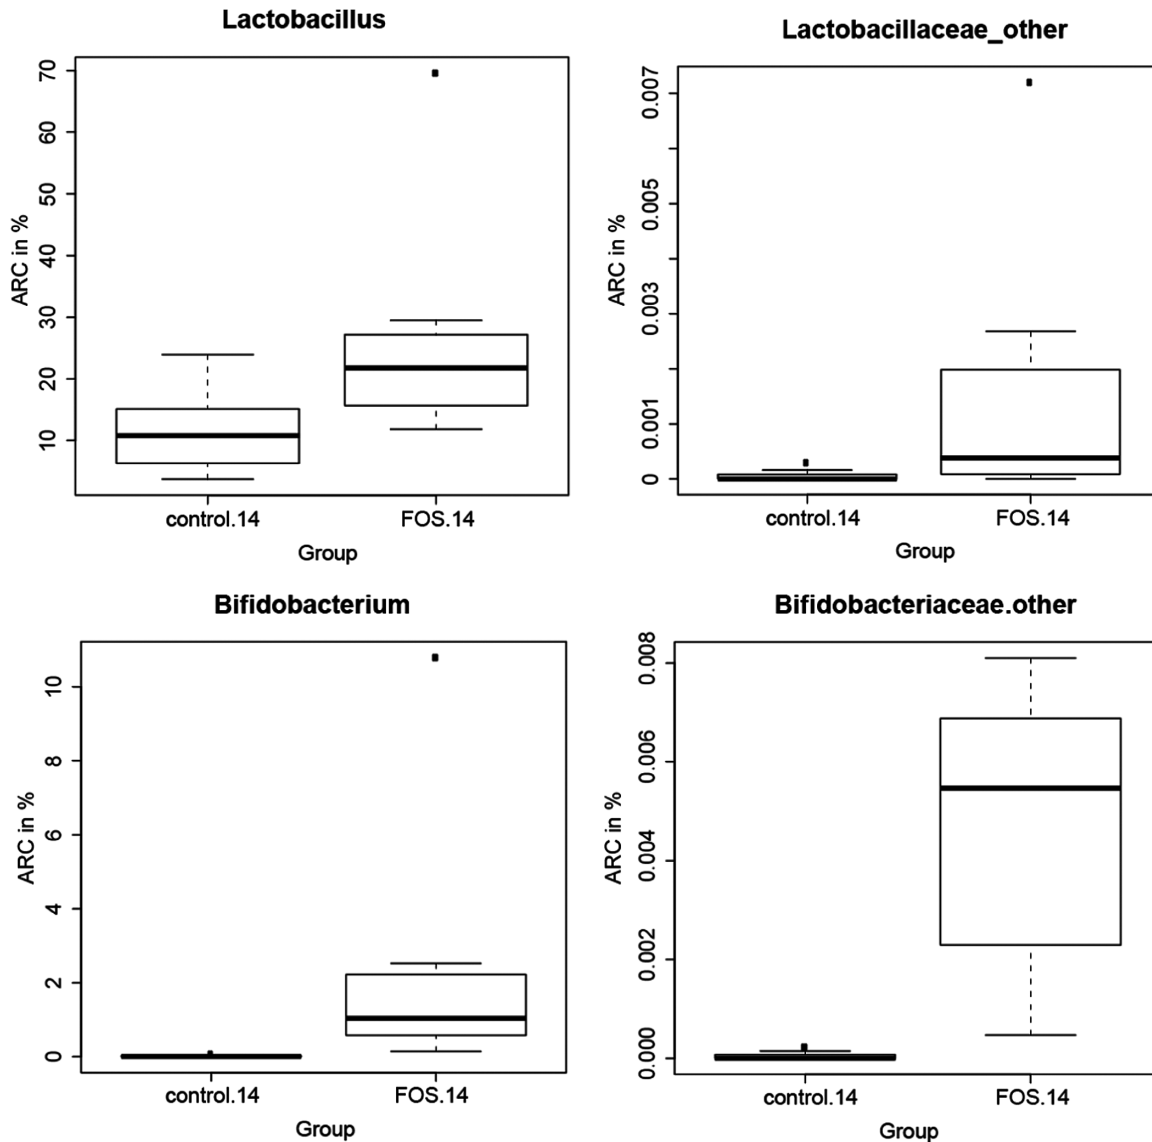 Lactobacillus
ARC in %
70
60
50
40
30
20
10
control.14
FOS.14
Group
Lactobacillaceae_other
ARC in %
0.007
0.005
0.003
0.001
0
control.14
FOS.14
Group
Bifidobacterium
ARC in %
10
8
6
4
2
0
control.14
FOS.14
Group
Bifidobacteriaceae.other
ARC in %
0.008
0.006
0.004
0.002
0.000
control.14
FOS.14
Group